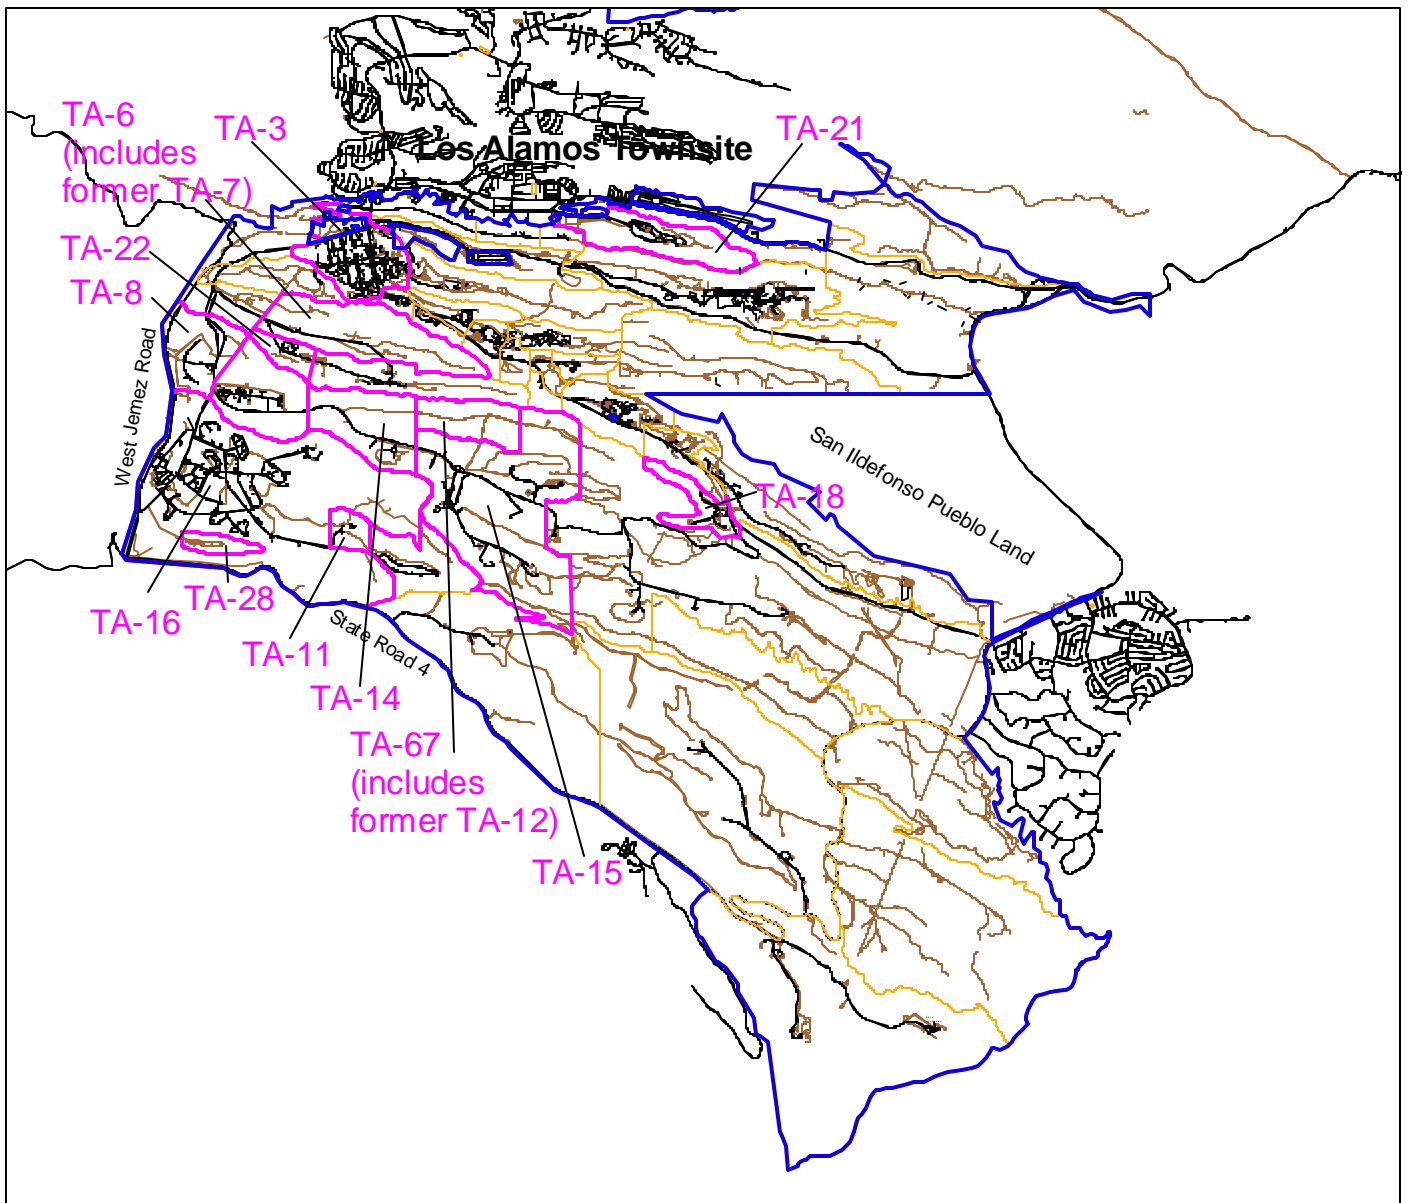 TA-6
(includes
former TA-7)
TA-3
Los Alamos Townsite
TA-21
TA-22
TA-8
West Jemez Road
San Ildefonso Pueblo Land
TA-18
TA-28
TA-16
TA-11
State Road 4
TA-14
TA-67
(includes
former TA-12)
TA-15